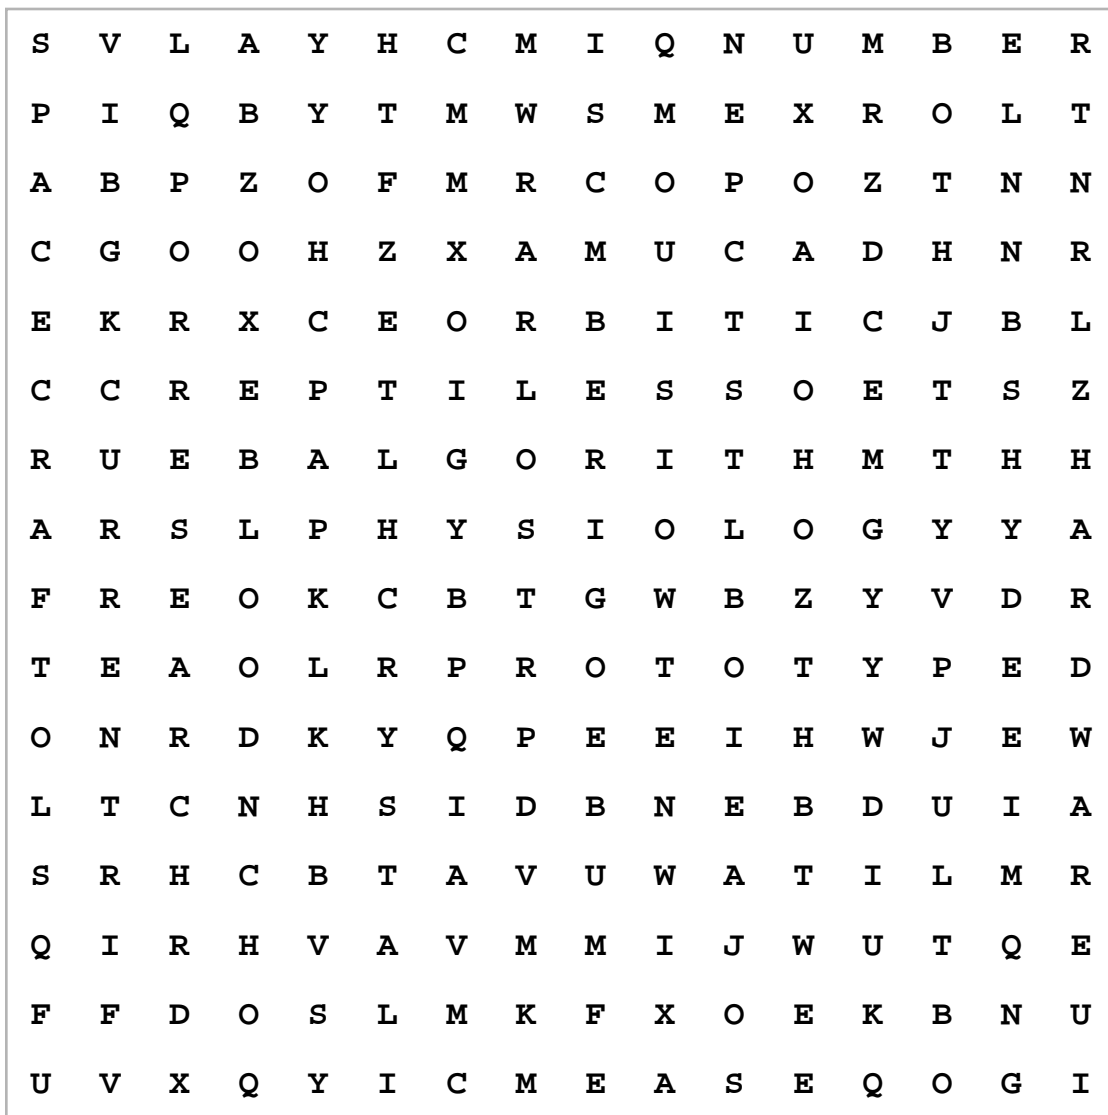 S V L A Y H C M I Q N U M B E R
P I Q B Y T M W S M E X R O L T
A B P Z O F M R C O P O Z T N N
C G O O H Z X A M U C A D H N R
E K R X C E O R B I T I C J B L
C C R E P T I L E S S O E T S Z
R U E B A L G O R I T H M T H H
A R S L P H Y S I O L O G Y Y A
F R E O K C B T G W B Z Y V D R
T E A O L R P R O T O T Y P E D
O N R D K Y Q P E E I H W J E W
L T C N H S I D B N E B D U I A
S R H C B T A V U W A T I L M R
Q I R H V A V M M I J W U T Q E
F F D O S L M K F X O E K B N U
U V X Q Y I C M E A S E Q O G I